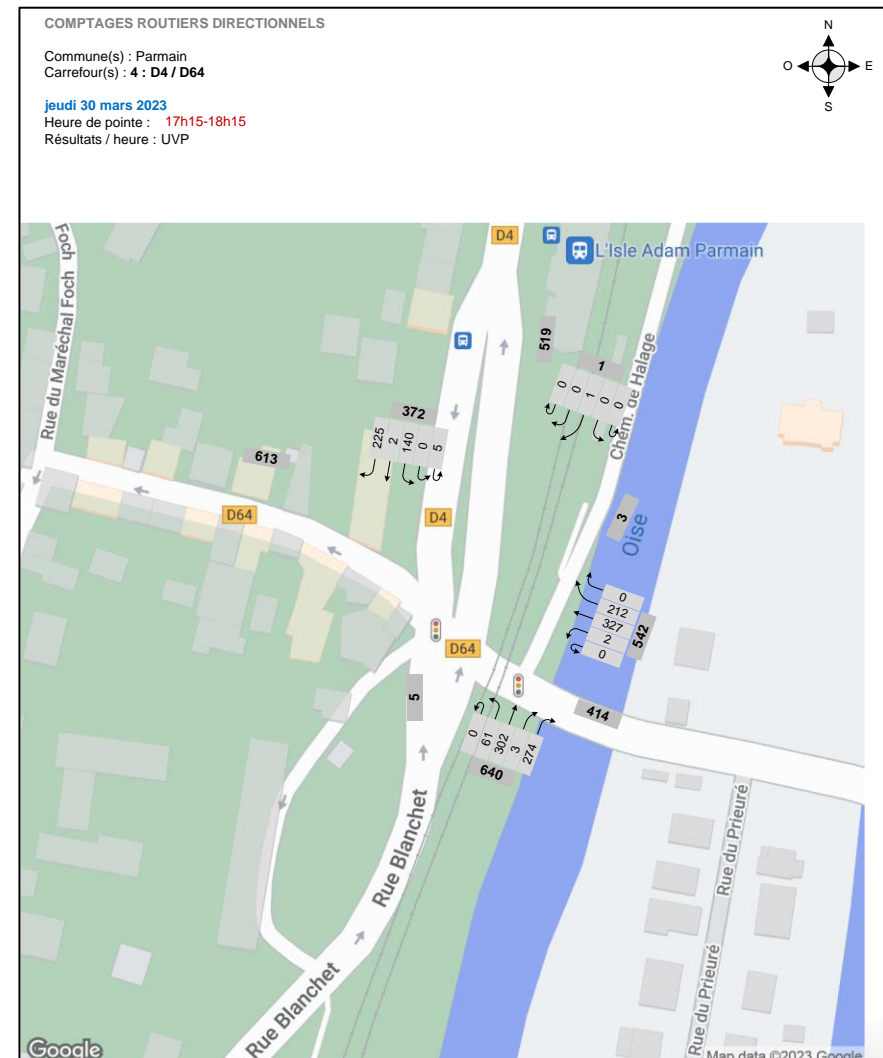 COMPTAGES ROUTIERS DIRECTIONNELS
N
O
E
S
Commune(s) : Parmain
Carrefour(s) : 4 : D4 / D64
jeudi 30 mars 2023
Heure de pointe : 17h15-18h15
Résultats / heure : UVP
Foch
Rue du Maréchal Foch
D4
L'Isle Adam Parmain
519
1
0
0
1
0
0
Chem. de Halage
372
225
2
140
0
5
613
D64
D4
3
Oise
0
212
327
2
0
542
D64
5
414
0
61
302
3
274
640
Rue Blanchet
Rue Blanchet
Rue du Prieuré
Rue du Prieuré
Google
Map data ©2023 Google